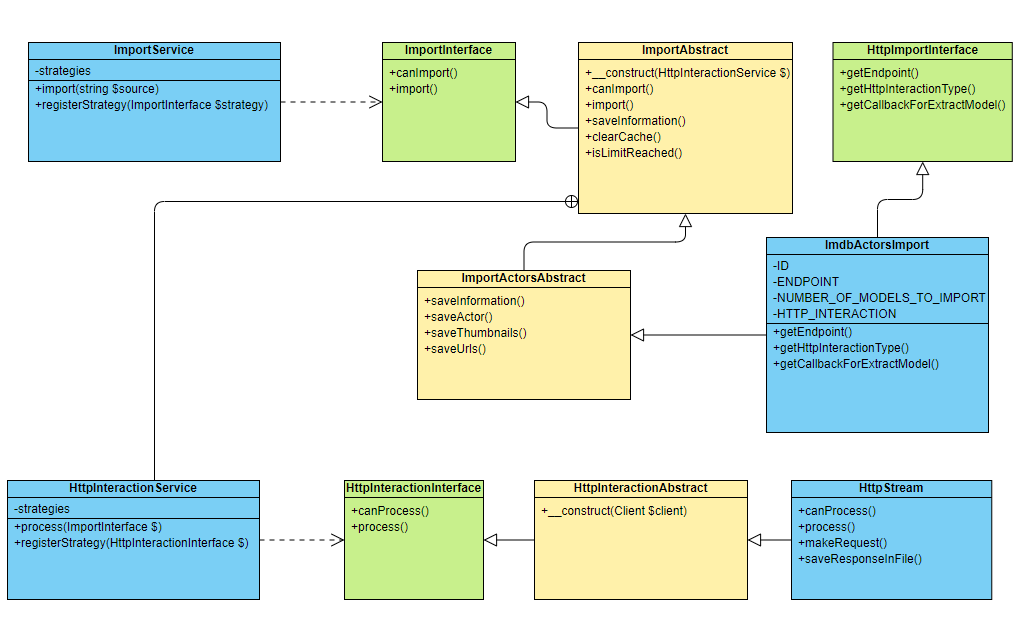 ImportService
-strategies
+import(string $source)
+registerStrategy(ImportInterface $strategy)
ImportInterface
+canImport()
+import()
ImportAbstract
+__construct(HttpInteractionService $)
+canImport()
+import()
+saveInformation()
+clearCache()
+isLimitReached()
HttpImportInterface
+getEndpoint()
+getHttpInteractionType()
+getCallbackForExtractModel()
ImportActorsAbstract
+saveInformation()
+saveActor()
+saveThumbnails()
+saveUrls()
ImdbActorsImport
-ID
-ENDPOINT
-NUMBER_OF_MODELS_TO_IMPORT
-HTTP_INTERACTION
+getEndpoint()
+getHttpInteractionType()
+getCallbackForExtractModel()
HttpInteractionService
-strategies
+process(ImportInterface $)
+registerStrategy(HttpInteractionInterface $)
HttpInteractionInterface
+canProcess()
+process()
HttpInteractionAbstract
+__construct(Client $client)
HttpStream
+canProcess()
+process()
+makeRequest()
+saveResponseInFile()